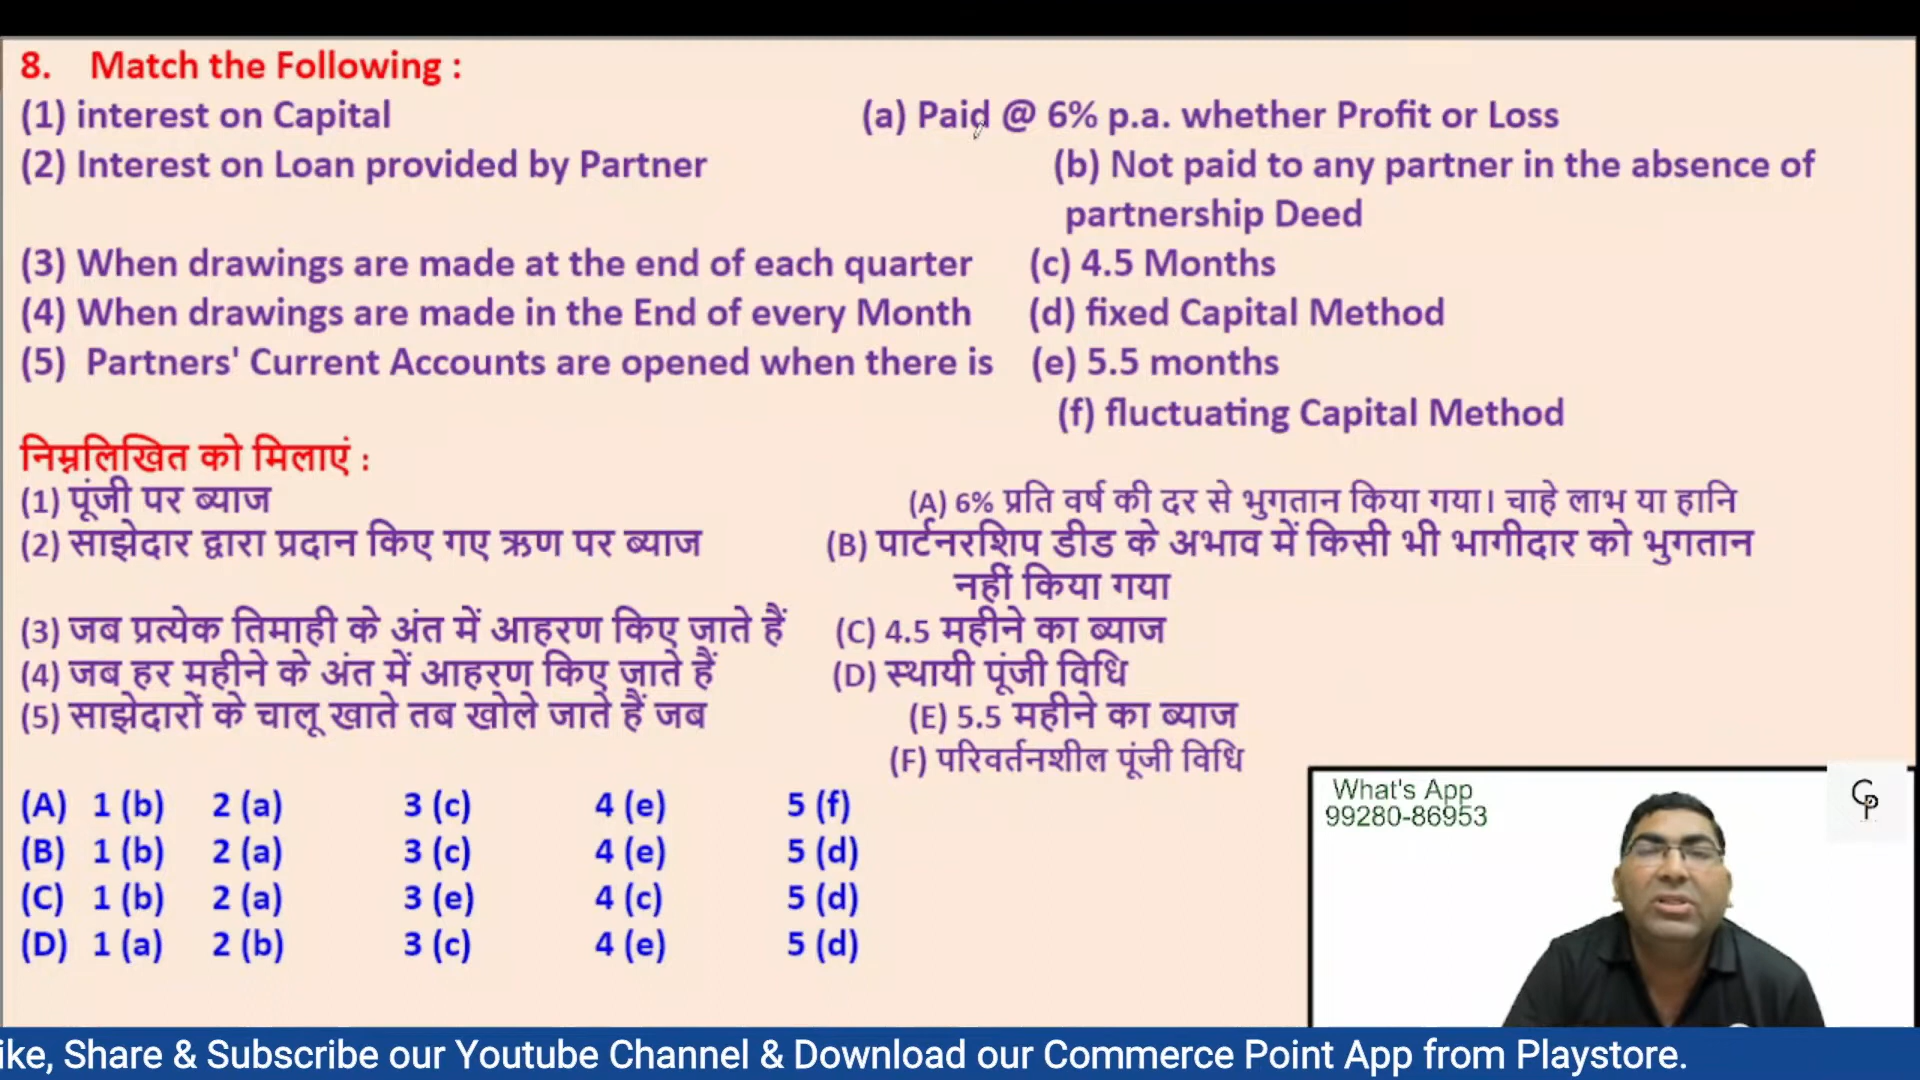 8. Match the Following :
(1) interest on Capital (a) Paid @ 6% p.a. whether Profit or Loss
(2) Interest on Loan provided by Partner (b) Not paid to any partner in the absence of
partnership Deed
(3) When drawings are made at the end of each quarter (c) 4.5 Months
(4) When drawings are made in the End of every Month (d) fixed Capital Method
(5) Partners' Current Accounts are opened when there is (e) 5.5 months
(f) fluctuating Capital Method
निम्नलिखित को मिलाएं :
(1) पूंजी पर ब्याज (A) 6% प्रति वर्ष की दर से भुगतान किया गया। चाहे लाभ या हानि
(2) साझेदार द्वारा प्रदान किए गए ऋण पर ब्याज (B) पार्टनरशिप डीड के अभाव में किसी भी भागीदार को भुगतान
नहीं किया गया
(3) जब प्रत्येक तिमाही के अंत में आहरण किए जाते हैं (C) 4.5 महीने का ब्याज
(4) जब हर महीने के अंत में आहरण किए जाते हैं (D) स्थायी पूंजी विधि
(5) साझेदारों के चालू खाते तब खोले जाते हैं जब (E) 5.5 महीने का ब्याज
(F) परिवर्तनशील पूंजी विधि
(A) 1 (b) 2 (a) 3 (c) 4 (e) 5 (f)
(B) 1 (b) 2 (a) 3 (c) 4 (e) 5 (d)
(C) 1 (b) 2 (a) 3 (e) 4 (c) 5 (d)
(D) 1 (a) 2 (b) 3 (c) 4 (e) 5 (d)
What's App
99280-86953
CP
ike, Share & Subscribe our Youtube Channel & Download our Commerce Point App from Playstore.